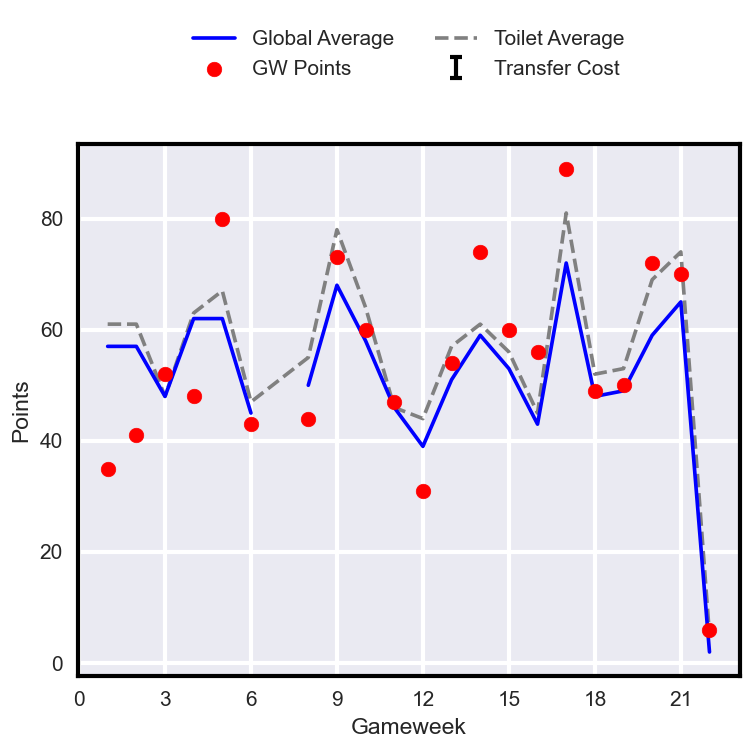 Global Average Toilet Average
GW Points Transfer Cost
80
60
40
20
0
Points
0 3 6 9 12 15 18 21
Gameweek